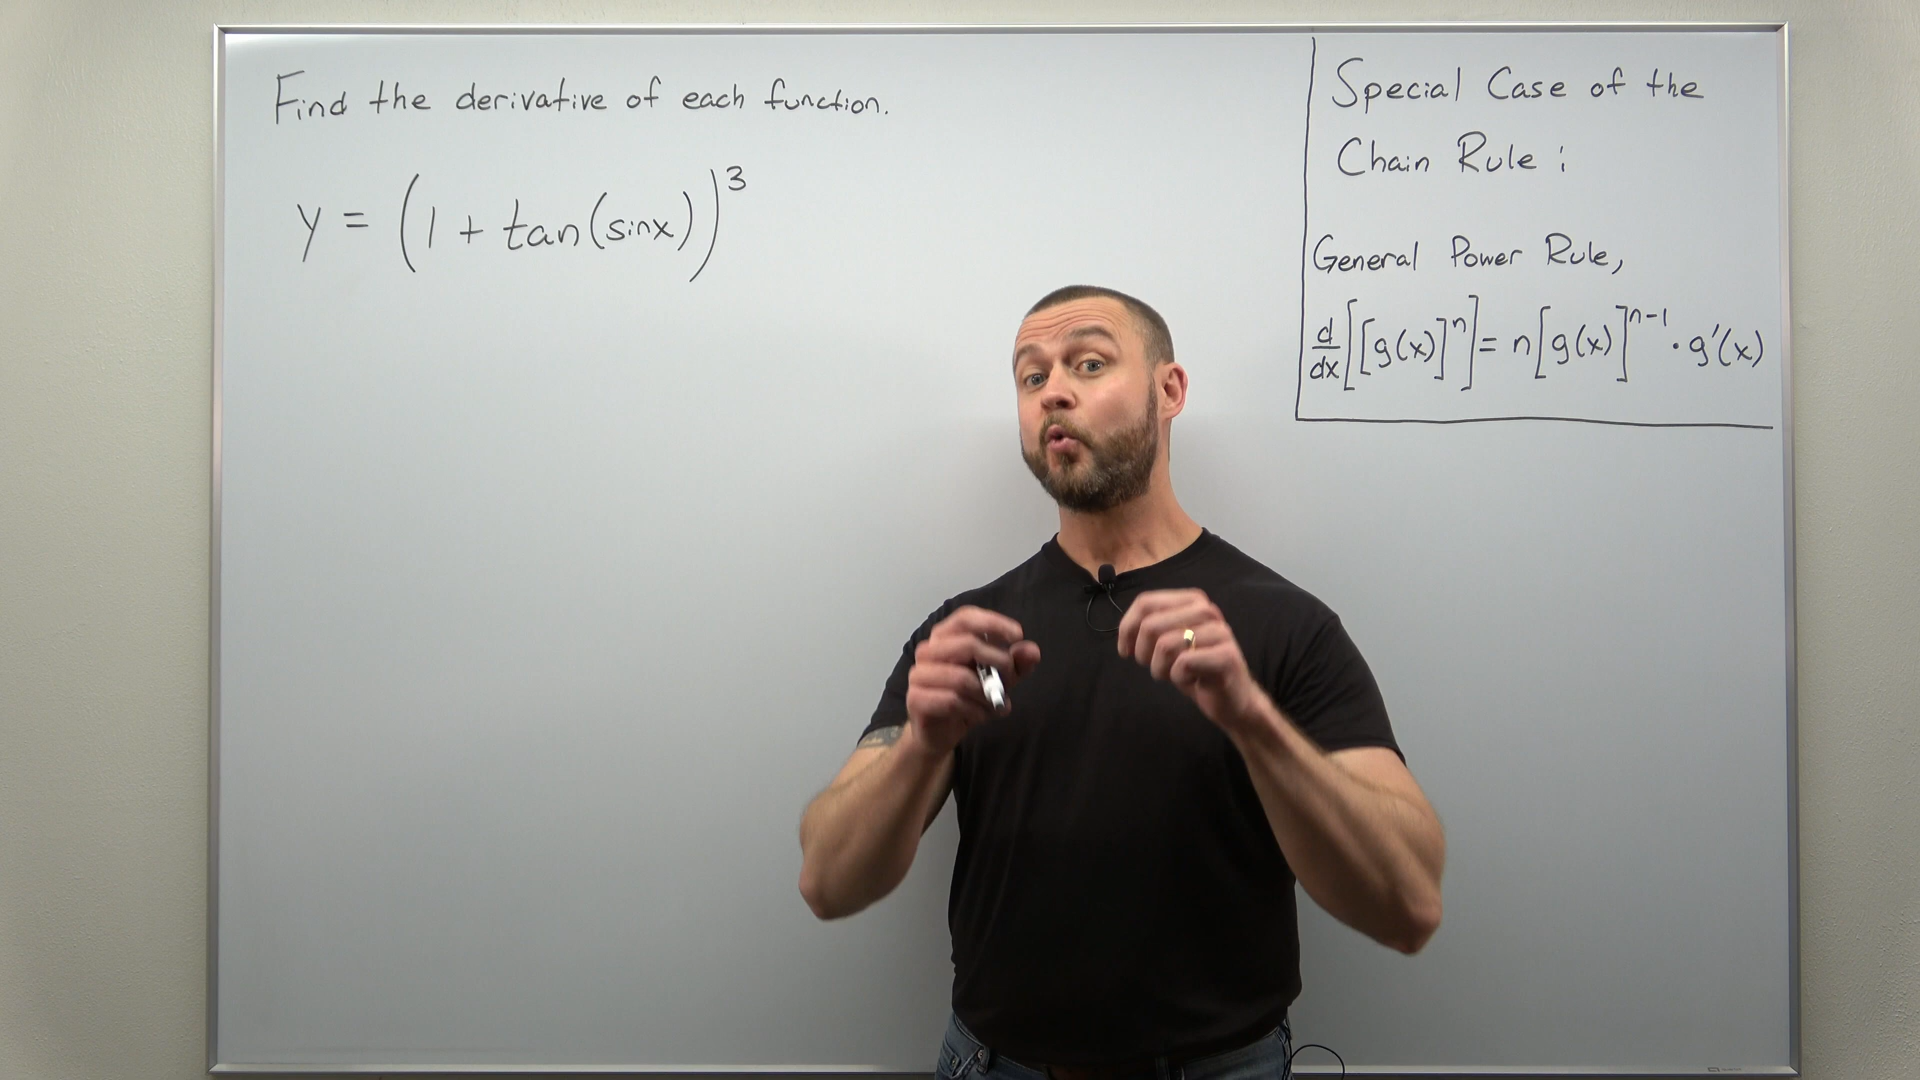 Find the derivative of each function.
y = (1 + tan(sinx))^3
Special Case of the
Chain Rule :
General Power Rule,
d/dx[[g(x)]^n] = n[g(x)]^n-1 · g'(x)